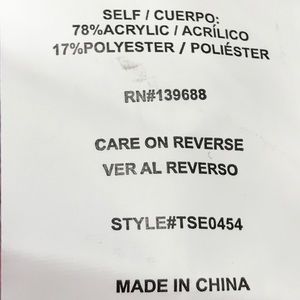 SELF / CUERPO:
78%ACRYLIC / ACRÍLICO
17%POLYESTER / POLIÉSTER
RN#139688
CARE ON REVERSE
VER AL REVERSO
STYLE#TSE0454
MADE IN CHINA